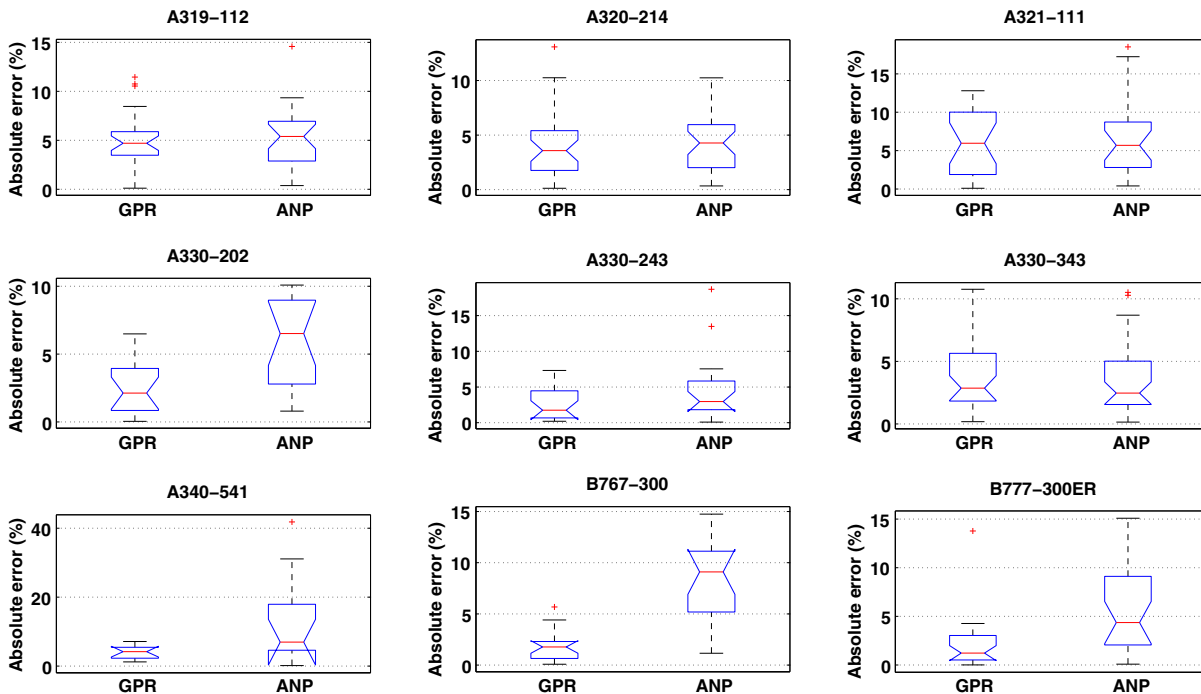 A319-112
A320-214
A321-111
Absolute error (%)
15
10
5
0
GPR
ANP
Absolute error (%)
10
5
0
GPR
ANP
Absolute error (%)
15
10
5
0
GPR
ANP
A330-202
A330-243
A330-343
Absolute error (%)
10
5
0
GPR
ANP
Absolute error (%)
15
10
5
0
GPR
ANP
Absolute error (%)
10
5
0
GPR
ANP
A340-541
B767-300
B777-300ER
Absolute error (%)
40
20
0
GPR
ANP
Absolute error (%)
15
10
5
0
GPR
ANP
Absolute error (%)
15
10
5
0
GPR
ANP